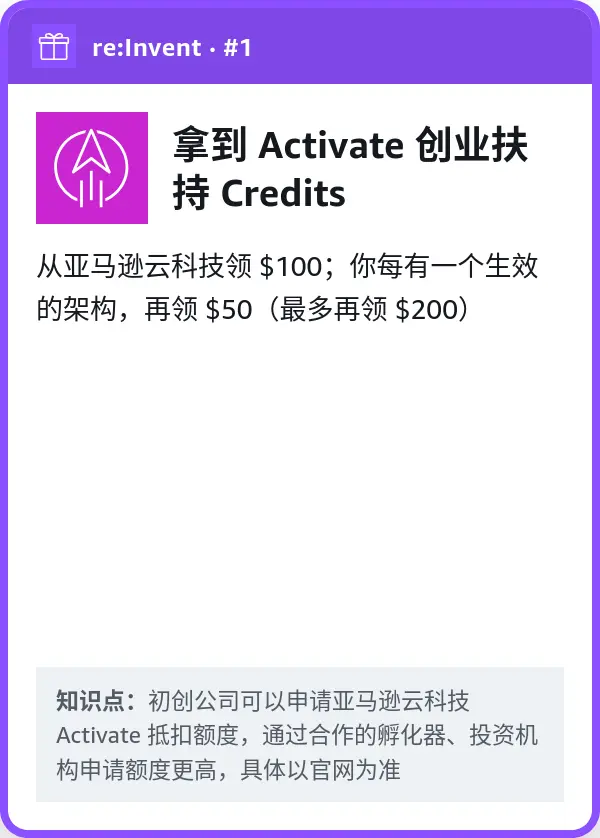 re:Invent · #1
拿到 Activate 创业扶
持 Credits
从亚马逊云科技领 $100；你每有一个生效
的架构，再领 $50（最多再领 $200）
知识点：初创公司可以申请亚马逊云科技
Activate 抵扣额度，通过合作的孵化器、投资机
构申请额度更高，具体以官网为准